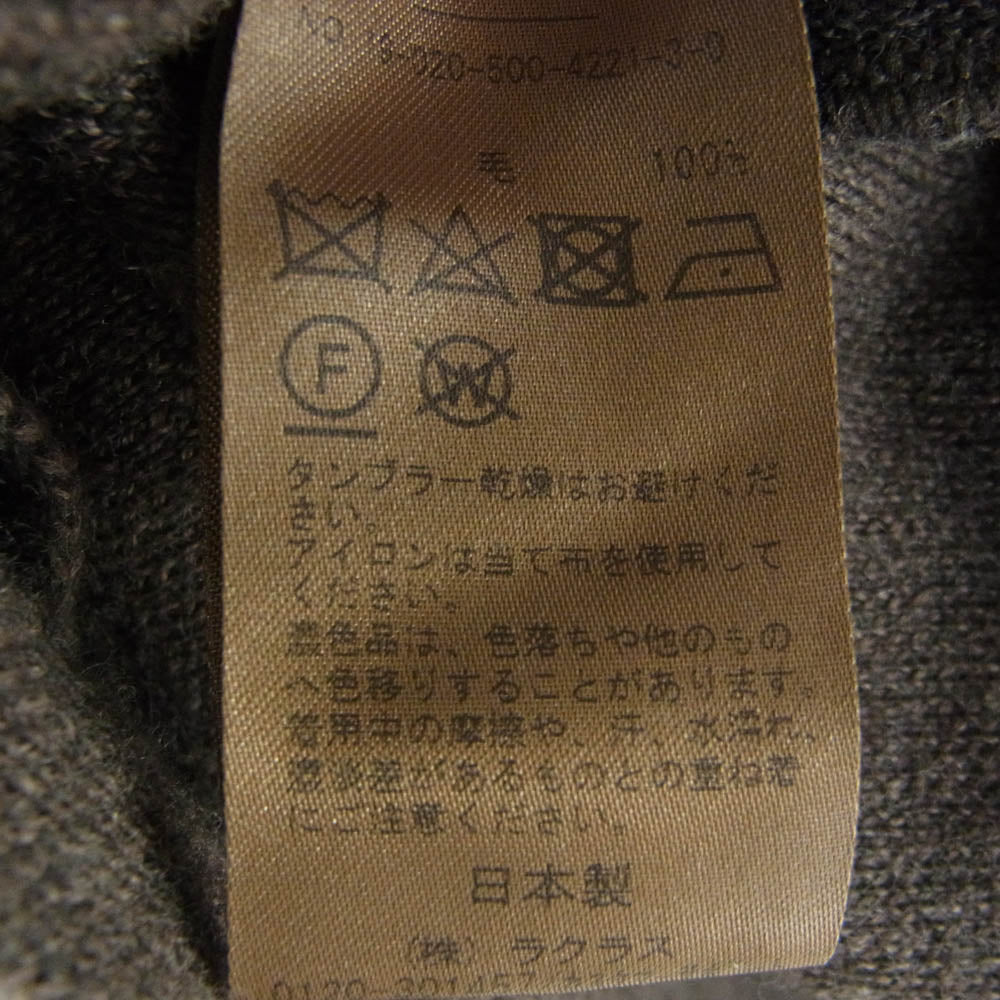 毛 100%
F
W
タンブラー乾燥はお避けくだ
さい。
アイロンは当て布を使用して
ください。
濃色品は、色落ちや他のもの
へ色移りすることがあります。
着用中の摩擦や、汗、水濡れ、
濃淡差があるものとの重ね着
にご注意ください。
日本製
(株) ラクラス